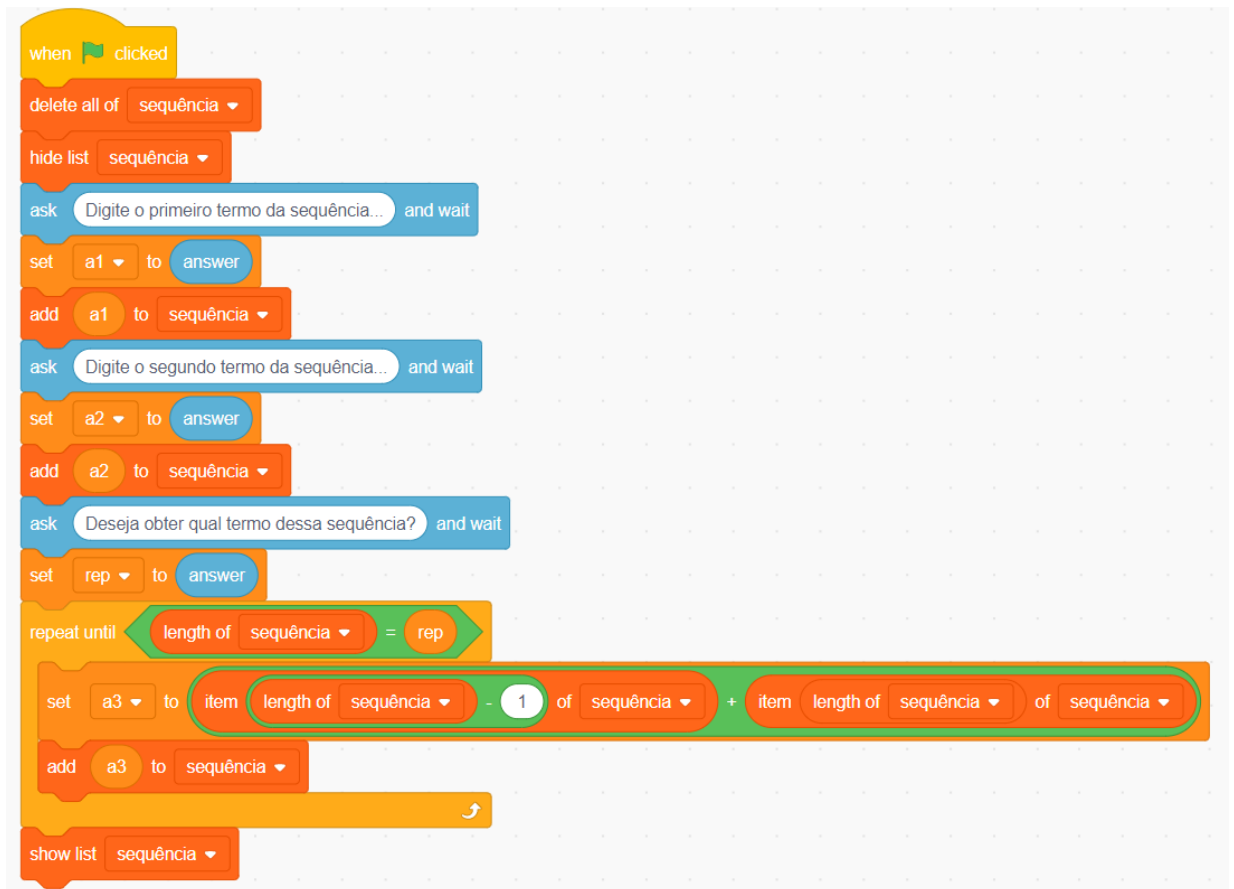 when clicked
delete all of sequência
hide list sequência
ask Digite o primeiro termo da sequência... and wait
set a1 to answer
add a1 to sequência
ask Digite o segundo termo da sequência... and wait
set a2 to answer
add a2 to sequência
ask Deseja obter qual termo dessa sequência? and wait
set rep to answer
repeat until length of sequência = rep
set a3 to item length of sequência - 1 of sequência + item length of sequência of sequência
add a3 to sequência
show list sequência